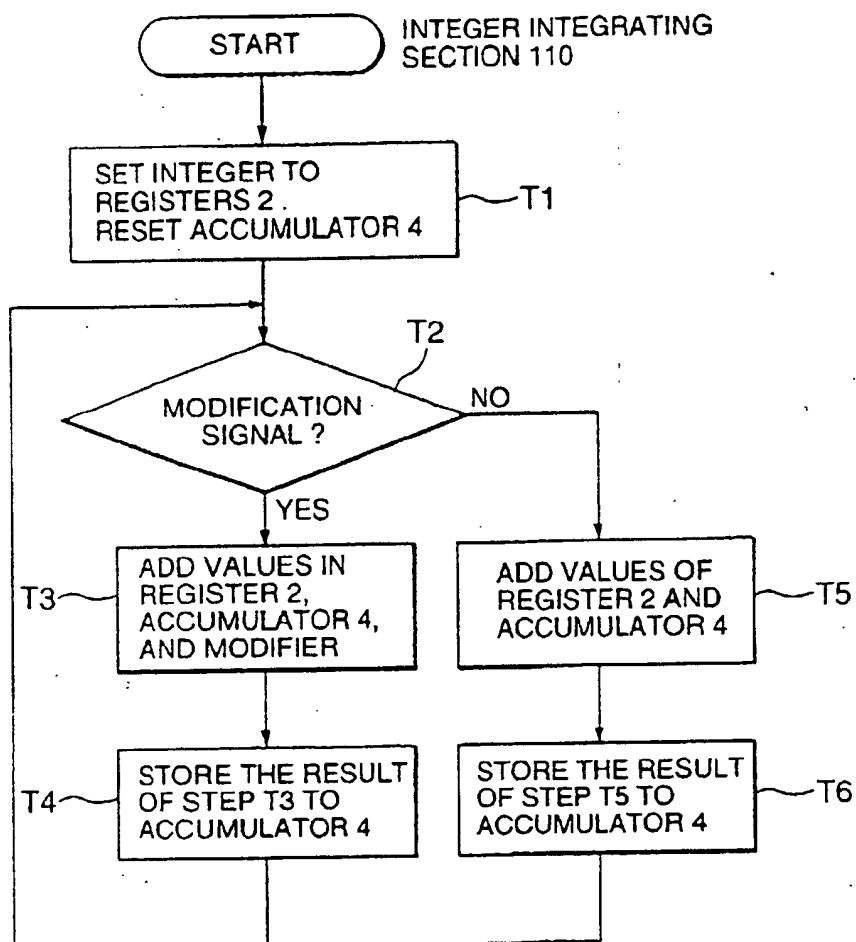 START
INTEGER INTEGRATING
SECTION 110
SET INTEGER TO
REGISTERS 2 .
RESET ACCUMULATOR 4
T1
T2
MODIFICATION
SIGNAL ?
NO
YES
T3
ADD VALUES IN
REGISTER 2,
ACCUMULATOR 4,
AND MODIFIER
ADD VALUES OF
REGISTER 2 AND
ACCUMULATOR 4
T5
T4
STORE THE RESULT
OF STEP T3 TO
ACCUMULATOR 4
STORE THE RESULT
OF STEP T5 TO
ACCUMULATOR 4
T6